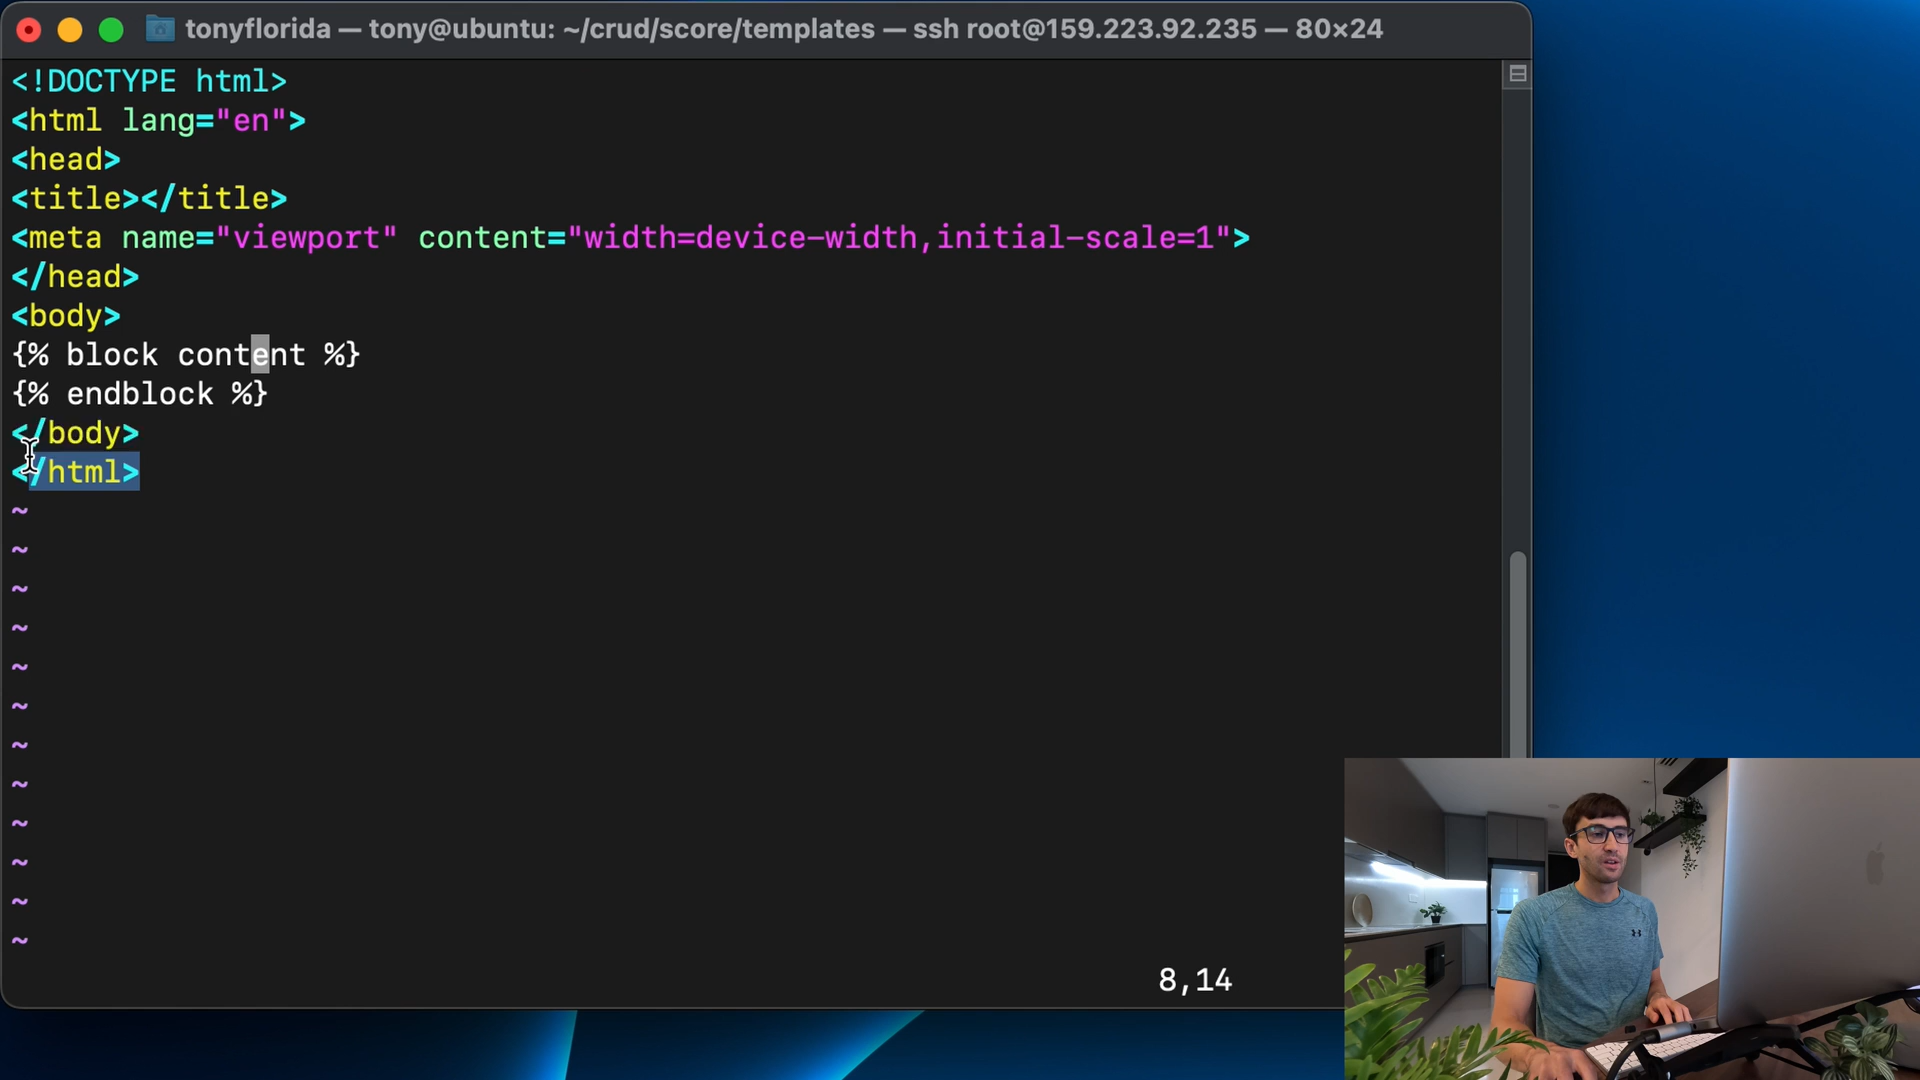 tonyflorida — tony@ubuntu: ~/crud/score/templates — ssh root@159.223.92.235 — 80×24
<!DOCTYPE html>
<html lang="en">
<head>
<title></title>
<meta name="viewport" content="width=device-width,initial-scale=1">
</head>
<body>
{% block content %}
{% endblock %}
</body>
</html>
~
~
~
~
~
~
~
~
~
~
~
~
8,14